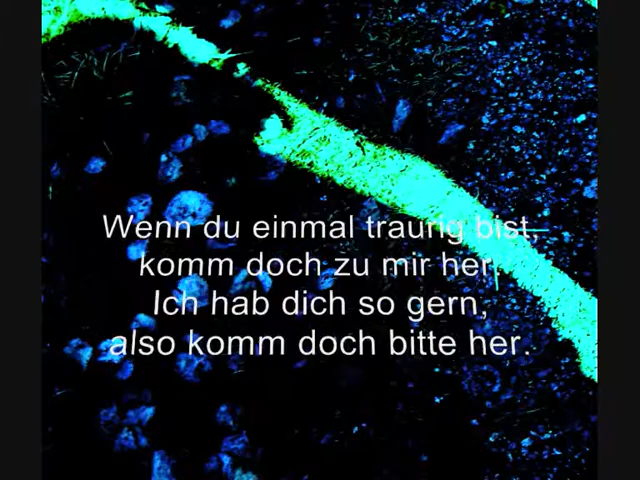 Wenn du einmal traurig bist,
komm doch zu mir her.
Ich hab dich so gern,
also komm doch bitte her.